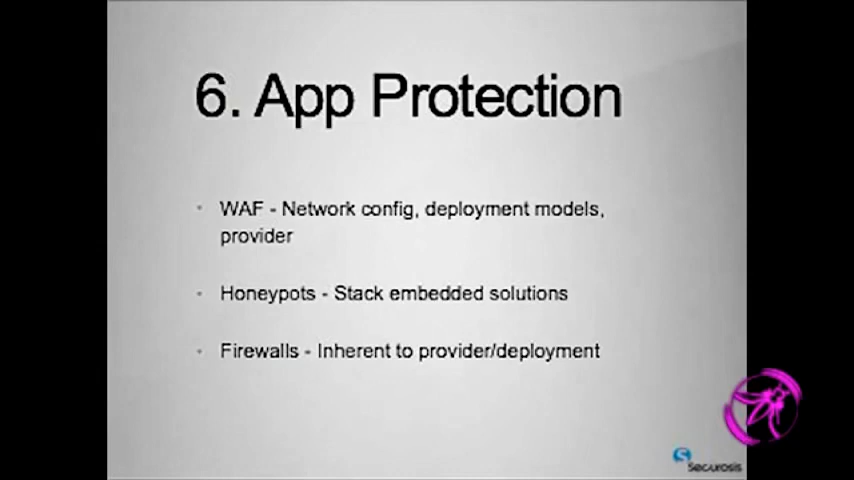 6. App Protection
· WAF - Network config, deployment models,
provider
· Honeypots - Stack embedded solutions
· Firewalls - Inherent to provider/deployment
Securosis